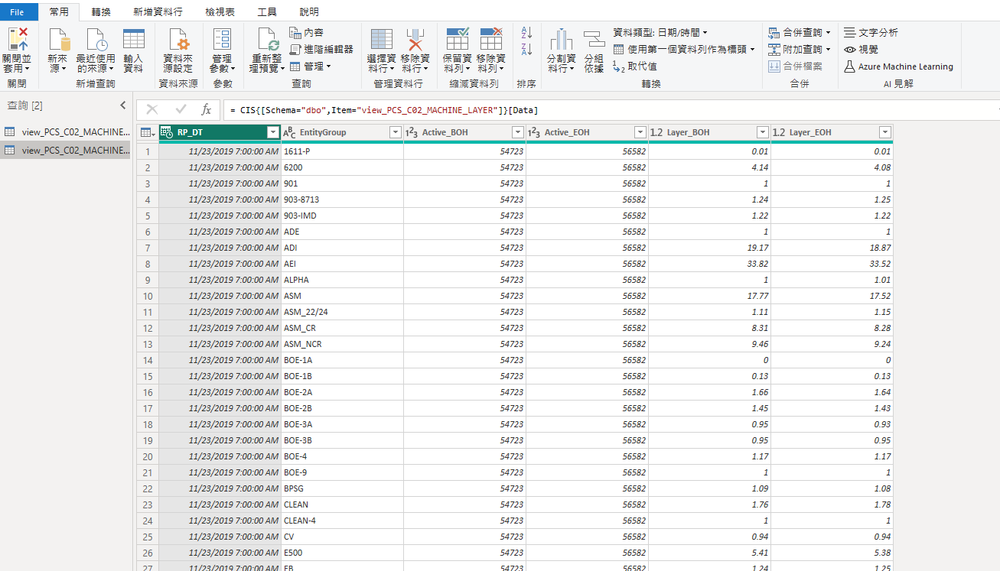 File 常用 轉換 新增資料行 檢視表 工具 說明
關閉並套用 新來源 最近使用的來源 輸入資料 資料來源設定 管理參數 重新整理預覽 內容 進階編輯器 管理 選擇資料行 移除資料行 保留資料列 移除資料列 分割資料行 分組依據 資料類型: 日期/時間 使用第一個資料列作為標頭 取代值 合併查詢 附加查詢 合併檔案 文字分析 視覺 Azure Machine Learning
關閉 新增查詢 資料來源 參數 查詢 管理資料行 縮減資料列 排序 轉換 合併 AI 見解
查詢 [2]
= CIS{[Schema="dbo",Item="view_PCS_C02_MACHINE_LAYER"]}[Data]
view_PCS_C02_MACHINE...
view_PCS_C02_MACHINE...
RP_DT EntityGroup Active_BOH Active_EOH Layer_BOH Layer_EOH
1 11/23/2019 7:00:00 AM 1611-P 54723 56582 0.01 0.01
2 11/23/2019 7:00:00 AM 6200 54723 56582 4.14 4.08
3 11/23/2019 7:00:00 AM 901 54723 56582 1 1
4 11/23/2019 7:00:00 AM 903-8713 54723 56582 1.24 1.25
5 11/23/2019 7:00:00 AM 903-IMD 54723 56582 1.22 1.22
6 11/23/2019 7:00:00 AM ADE 54723 56582 1 1
7 11/23/2019 7:00:00 AM ADI 54723 56582 19.17 18.87
8 11/23/2019 7:00:00 AM AEI 54723 56582 33.82 33.52
9 11/23/2019 7:00:00 AM ALPHA 54723 56582 1 1.01
10 11/23/2019 7:00:00 AM ASM 54723 56582 17.77 17.52
11 11/23/2019 7:00:00 AM ASM_22/24 54723 56582 1.11 1.15
12 11/23/2019 7:00:00 AM ASM_CR 54723 56582 8.31 8.28
13 11/23/2019 7:00:00 AM ASM_NCR 54723 56582 9.46 9.24
14 11/23/2019 7:00:00 AM BOE-1A 54723 56582 0 0
15 11/23/2019 7:00:00 AM BOE-1B 54723 56582 0.13 0.13
16 11/23/2019 7:00:00 AM BOE-2A 54723 56582 1.66 1.64
17 11/23/2019 7:00:00 AM BOE-2B 54723 56582 1.45 1.43
18 11/23/2019 7:00:00 AM BOE-3A 54723 56582 0.95 0.93
19 11/23/2019 7:00:00 AM BOE-3B 54723 56582 0.95 0.95
20 11/23/2019 7:00:00 AM BOE-4 54723 56582 1.17 1.17
21 11/23/2019 7:00:00 AM BOE-9 54723 56582 1 1
22 11/23/2019 7:00:00 AM BPSG 54723 56582 1.09 1.08
23 11/23/2019 7:00:00 AM CLEAN 54723 56582 1.76 1.78
24 11/23/2019 7:00:00 AM CLEAN-4 54723 56582 1 1
25 11/23/2019 7:00:00 AM CV 54723 56582 0.94 0.94
26 11/23/2019 7:00:00 AM E500 54723 56582 5.41 5.38
27 11/23/2019 7:00:00 AM 54723 56582 1.24 1.25